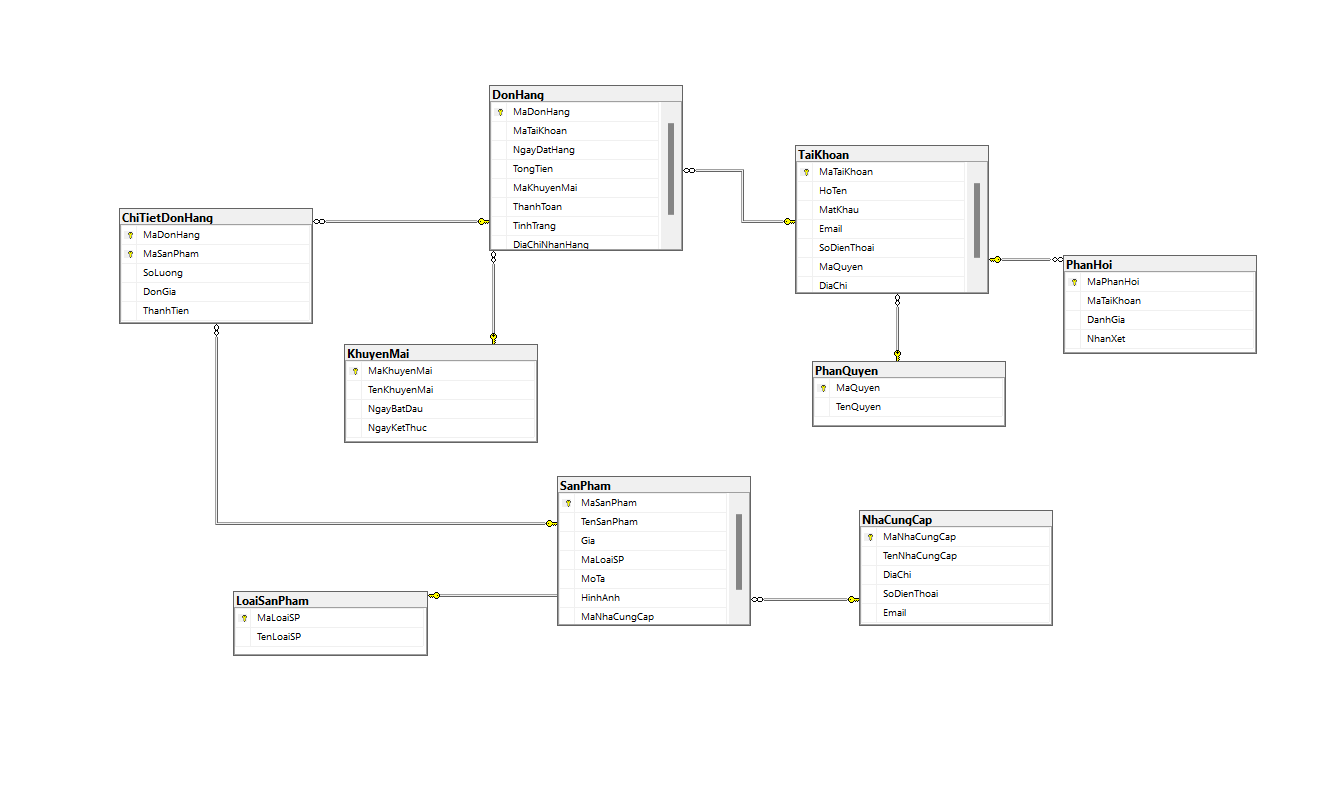 DonHang
MaDonHang
MaTaiKhoan
NgayDatHang
TongTien
MaKhuyenMai
ThanhToan
TinhTrang
DiaChiNhanHang
TaiKhoan
MaTaiKhoan
HoTen
MatKhau
Email
SoDienThoai
MaQuyen
DiaChi
ChiTietDonHang
MaDonHang
MaSanPham
SoLuong
DonGia
ThanhTien
PhanHoi
MaPhanHoi
MaTaiKhoan
DanhGia
NhanXet
KhuyenMai
MaKhuyenMai
TenKhuyenMai
NgayBatDau
NgayKetThuc
PhanQuyen
MaQuyen
TenQuyen
SanPham
MaSanPham
TenSanPham
Gia
MaLoaiSP
MoTa
HinhAnh
MaNhaCungCap
NhaCungCap
MaNhaCungCap
TenNhaCungCap
DiaChi
SoDienThoai
Email
LoaiSanPham
MaLoaiSP
TenLoaiSP